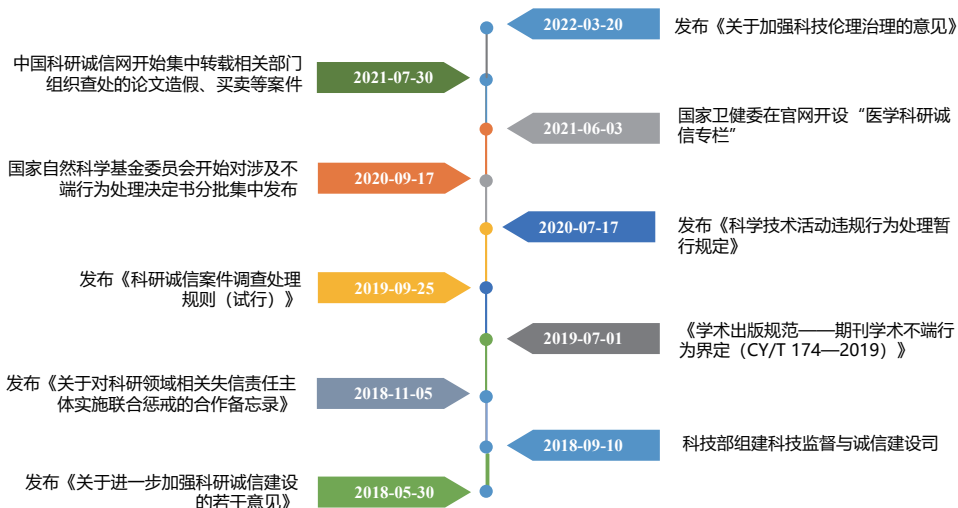 2022-03-20
发布《关于加强科技伦理治理的意见》
中国科研诚信网开始集中转载相关部门
组织查处的论文造假、买卖等案件
2021-07-30
2021-06-03
国家卫健委在官网开设“医学科研诚
信专栏”
国家自然科学基金委员会开始对涉及不
端行为处理决定书分批集中发布
2020-09-17
2020-07-17
发布《科学技术活动违规行为处理暂
行规定》
发布《科研诚信案件调查处理
规则（试行）》
2019-09-25
2019-07-01
《学术出版规范——期刊学术不端行
为界定（CY/T 174—2019）》
发布《关于对科研领域相关失信责任主
体实施联合惩戒的合作备忘录》
2018-11-05
2018-09-10
科技部组建科技监督与诚信建设司
发布《关于进一步加强科研诚信建设
的若干意见》
2018-05-30